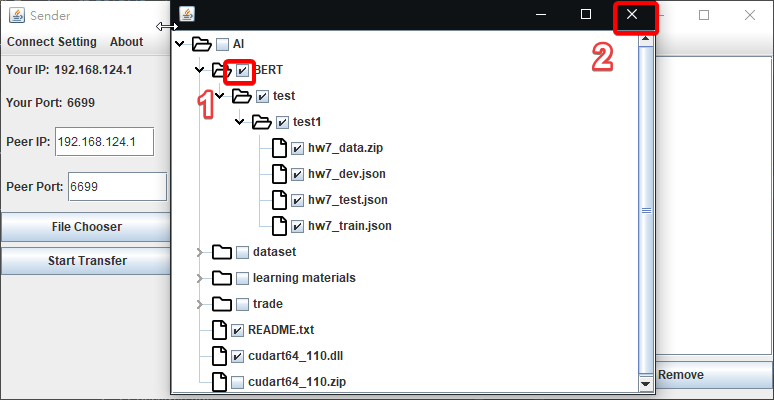 Sender
Connect Setting About
Your IP: 192.168.124.1
Your Port: 6699
Peer IP: 192.168.124.1
Peer Port: 6699
File Chooser
Start Transfer
AI
BERT
test
test1
hw7_data.zip
hw7_dev.json
hw7_test.json
hw7_train.json
dataset
learning materials
trade
README.txt
cudart64_110.dll
cudart64_110.zip
1
2
Remove